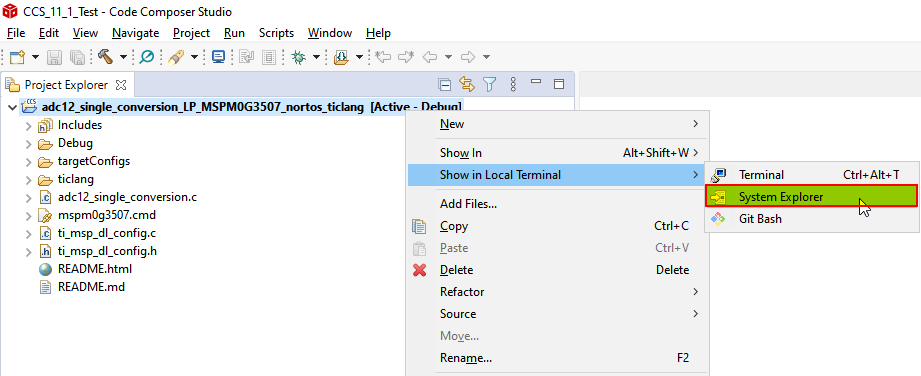 CCS_11_1_Test - Code Composer Studio
File Edit View Navigate Project Run Scripts Window Help
Project Explorer
adc12_single_conversion_LP_MSPM0G3507_nortos_ticlang [Active - Debug]
Includes
Debug
targetConfigs
ticlang
adc12_single_conversion.c
mspm0g3507.cmd
ti_msp_dl_config.c
ti_msp_dl_config.h
README.html
README.md
New
Show In Alt+Shift+W
Show in Local Terminal
Add Files...
Copy Ctrl+C
Paste Ctrl+V
Delete Delete
Refactor
Source
Move...
Rename... F2
Terminal Ctrl+Alt+T
System Explorer
Git Bash